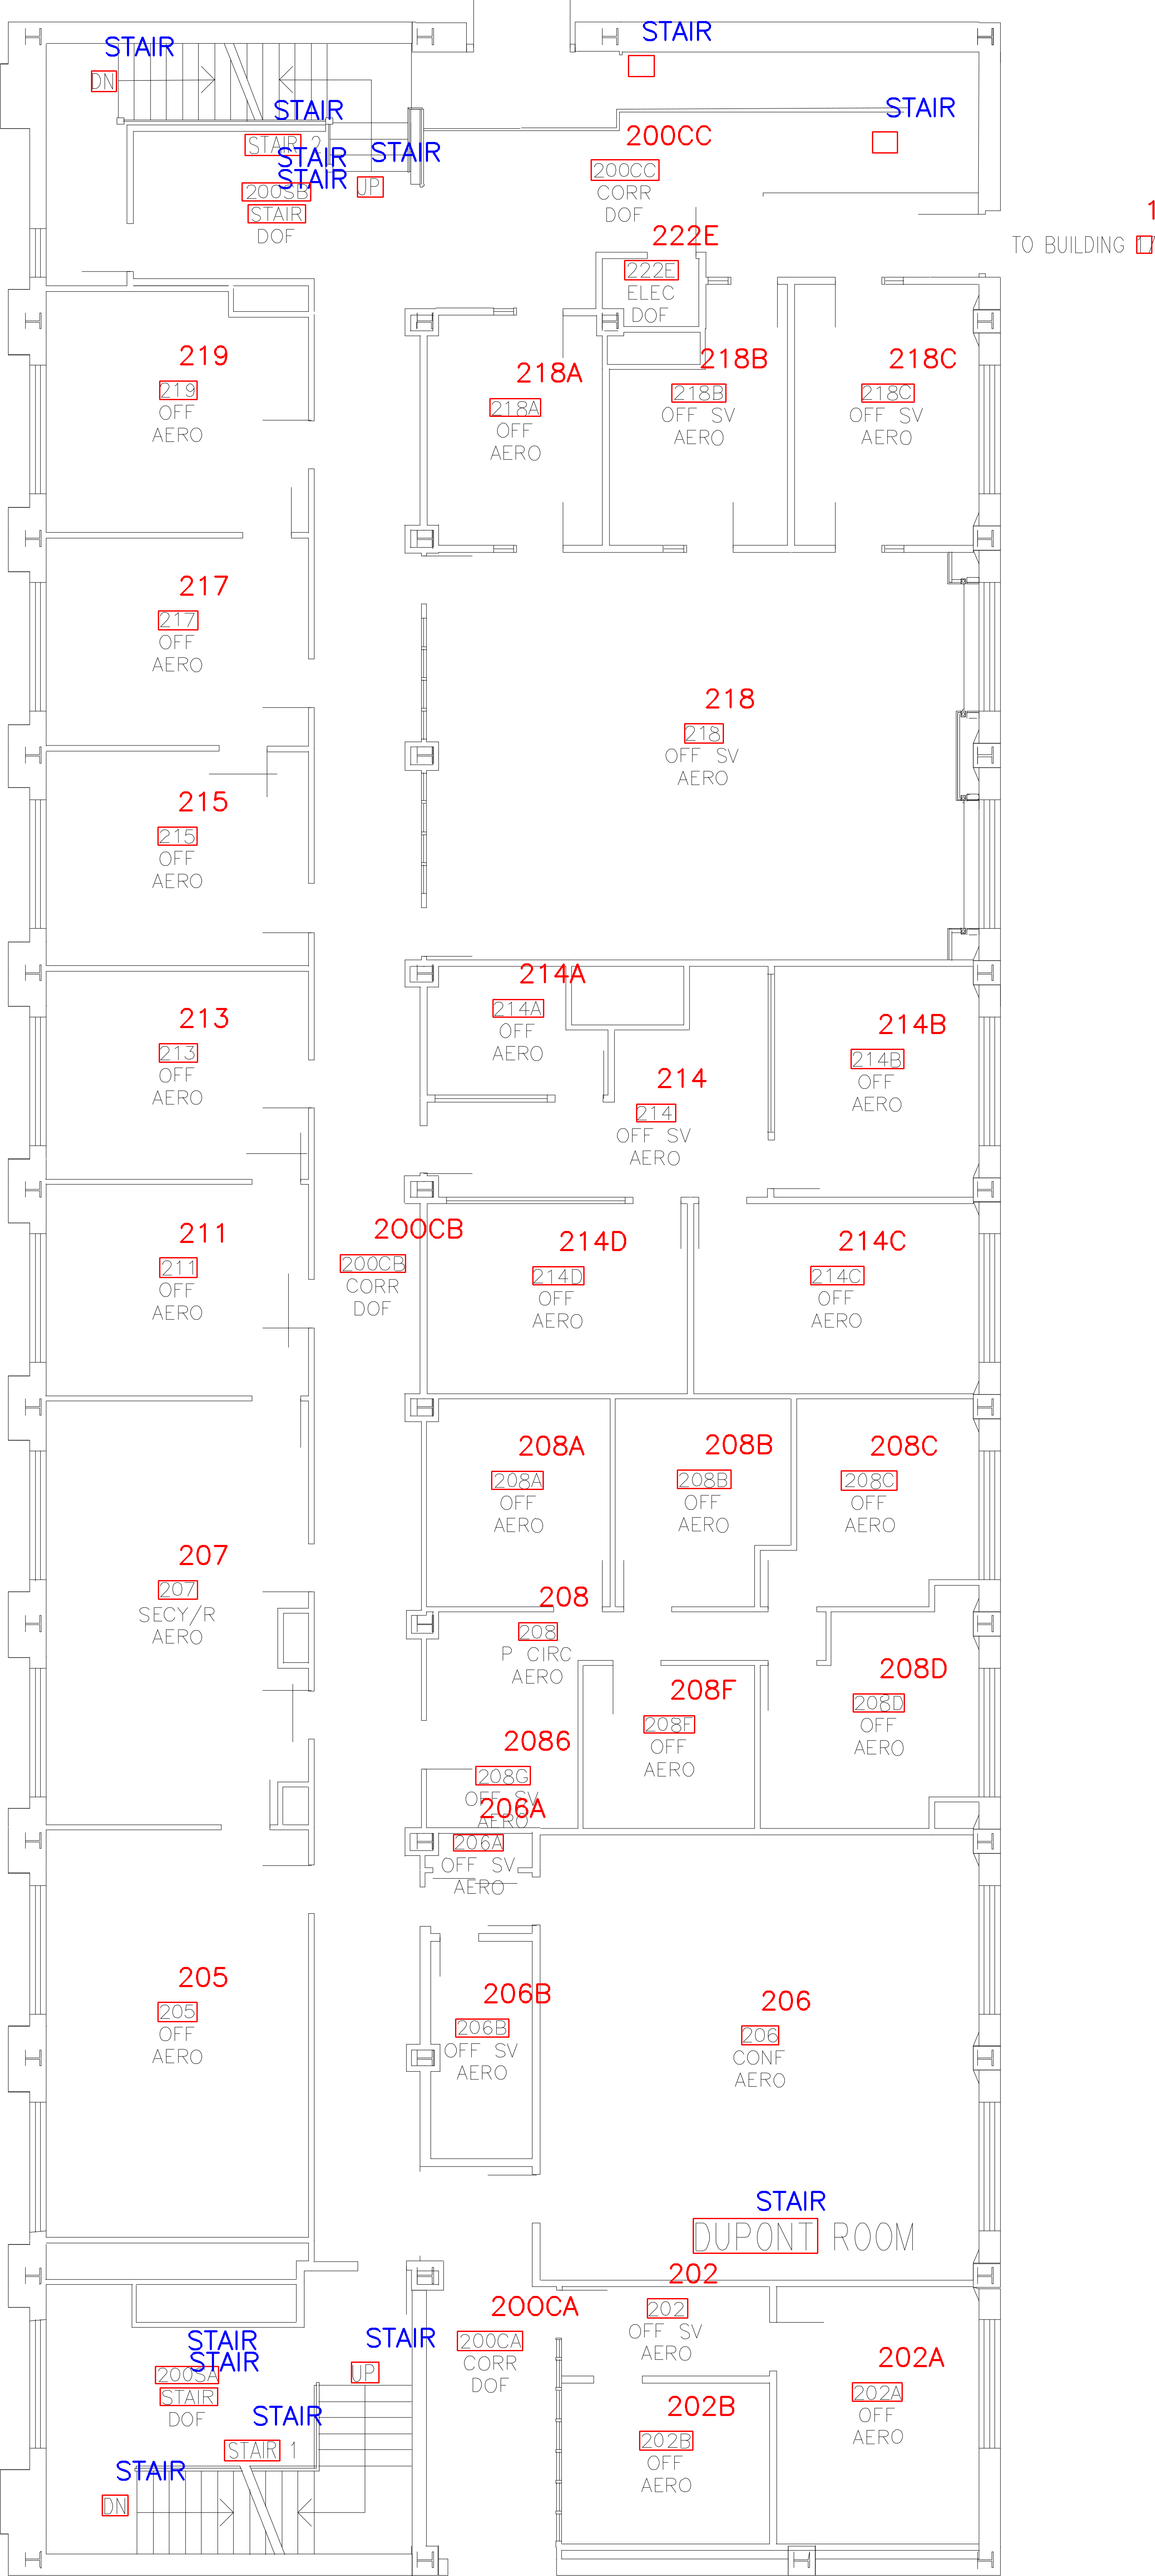 STAIR
STAIR
DN
STAIR
STAIR
200CC
STAIR 2
STAIR
STAIR
STAIR
UP
200CC
CORR
DOF
200SB
STAIR
DOF
1
TO BUILDING 17
222E
222E
ELEC
DOF
219
219
OFF
AERO
218A
218A
OFF
AERO
218B
218B
OFF SV
AERO
218C
218C
OFF SV
AERO
217
217
OFF
AERO
218
218
OFF SV
AERO
215
215
OFF
AERO
214A
214A
OFF
AERO
213
213
OFF
AERO
214B
214B
OFF
AERO
214
214
OFF SV
AERO
211
211
OFF
AERO
200CB
200CB
CORR
DOF
214D
214D
OFF
AERO
214C
214C
OFF
AERO
208A
208A
OFF
AERO
208B
208B
OFF
AERO
208C
208C
OFF
AERO
207
207
SECY/R
AERO
208
208
P CIRC
AERO
208D
208D
OFF
AERO
208F
208F
OFF
AERO
2086
208G
OFF SV
AERO
206A
206A
OFF SV
AERO
205
205
OFF
AERO
206B
206B
OFF SV
AERO
206
206
CONF
AERO
STAIR
DUPONT ROOM
202
202
OFF SV
AERO
200CA
200CA
CORR
DOF
STAIR
STAIR
STAIR
UP
200SA
STAIR
DOF
202A
202A
OFF
AERO
STAIR
STAIR 1
202B
202B
OFF
AERO
STAIR
DN